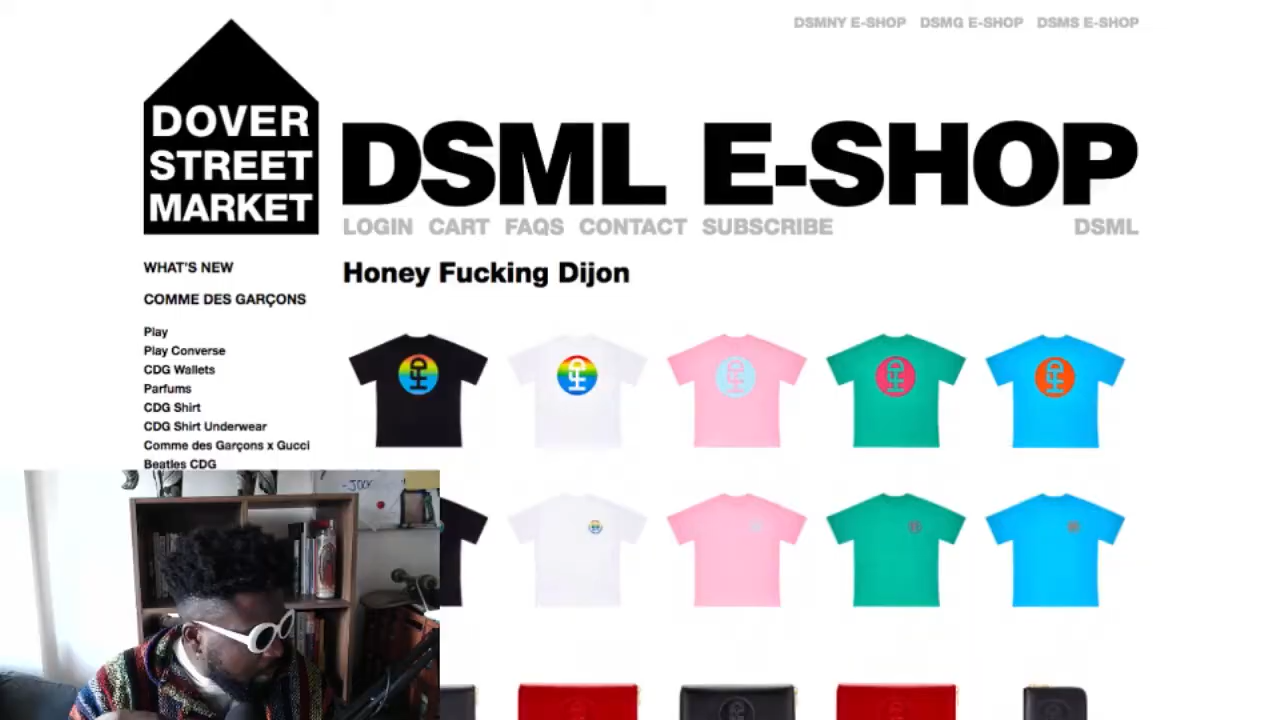 DSMNY E-SHOP DSMG E-SHOP DSMS E-SHOP
DOVER
STREET
MARKET
DSML E-SHOP
LOGIN CART FAQS CONTACT SUBSCRIBE DSML
WHAT'S NEW
Honey Fucking Dijon
COMME DES GARÇONS
Play
Play Converse
CDG Wallets
Parfums
CDG Shirt
CDG Shirt Underwear
Comme des Garçons x Gucci
Beatles CDG